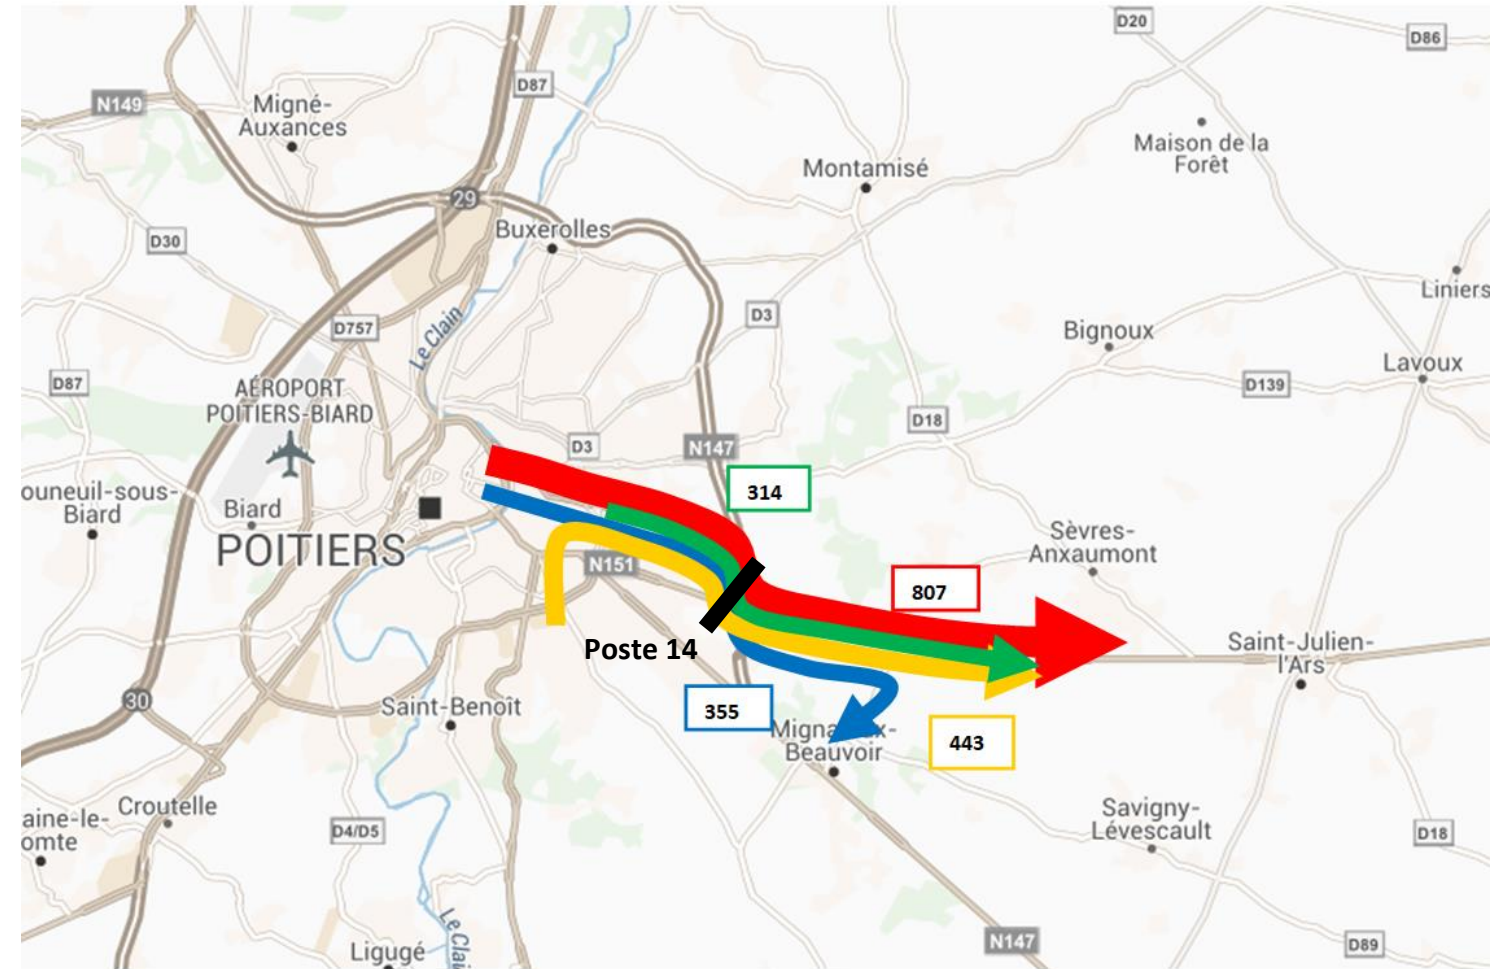 D20
D86
D87
N149
Migné-
Auxances
Maison de la
Forêt
Montamisé
29
Buxerolles
D30
Liniers
D3
D757
Le Clain
Bignoux
Lavoux
D87
AÉROPORT
POITIERS-BIARD
D139
D18
D3
N147
314
ouneuil-sous-
Biard
Biard
POITIERS
Sèvres-
Anxaumont
N151
807
Poste 14
Saint-Julien-
l'Ars
30
Saint-Benoît
355
443
Beauvoir
Croutelle
aine-le-
omte
D4/D5
Savigny-
Lévescault
D18
Le Clai
N147
D89
Ligugé